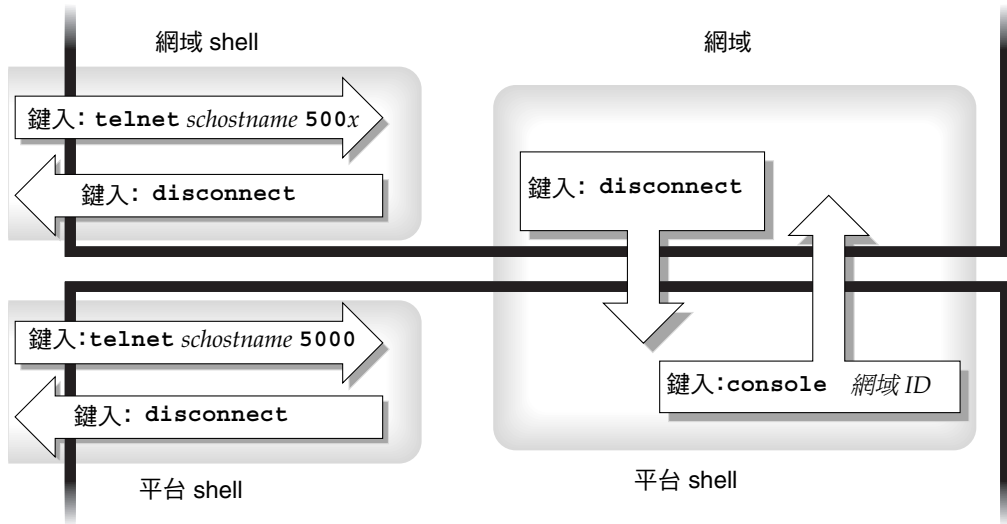 網域 shell
網域
鍵入: telnet schostname 500x
鍵入: disconnect
鍵入: disconnect
鍵入:telnet schostname 5000
鍵入:console 網域 ID
鍵入: disconnect
平台 shell
平台 shell